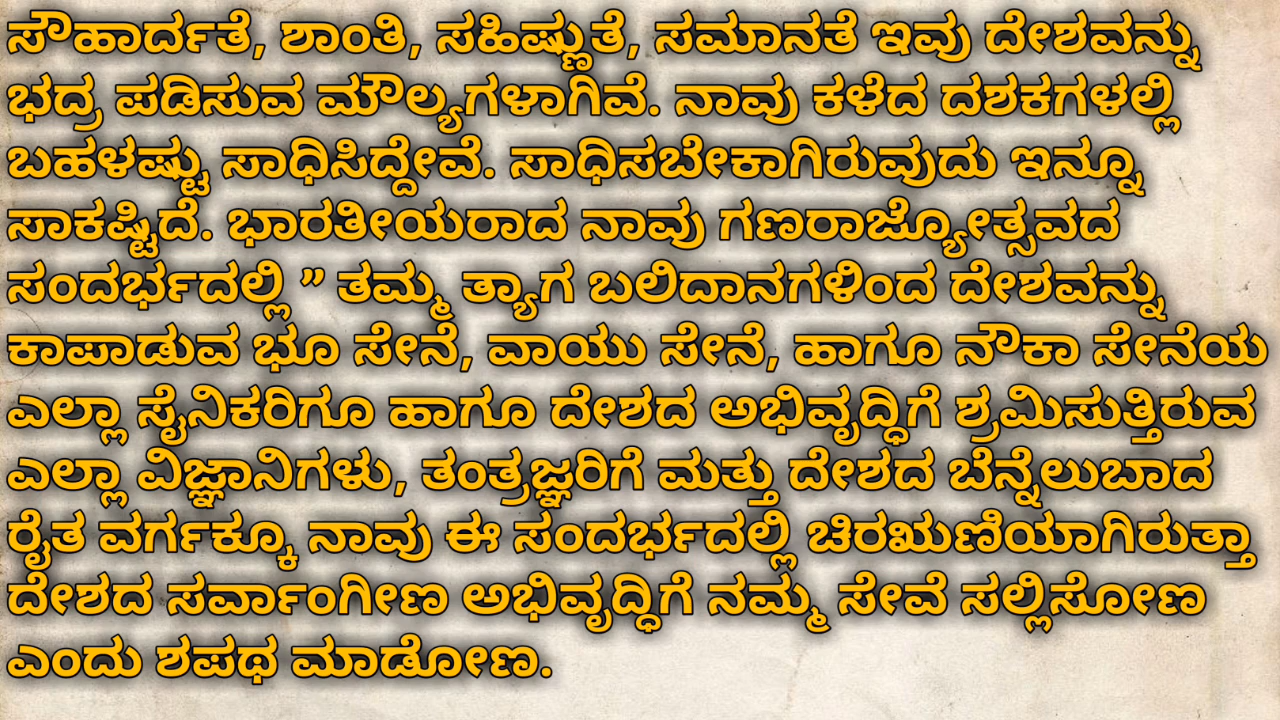 ಸೌಹಾರ್ದತೆ, ಶಾಂತಿ, ಸಹಿಷ್ಣುತೆ, ಸಮಾನತೆ ಇವು ದೇಶವನ್ನು
ಭದ್ರ ಪಡಿಸುವ ಮೌಲ್ಯಗಳಾಗಿವೆ. ನಾವು ಕಳೆದ ದಶಕಗಳಲ್ಲಿ
ಬಹಳಷ್ಟು ಸಾಧಿಸಿದ್ದೇವೆ. ಸಾಧಿಸಬೇಕಾಗಿರುವುದು ಇನ್ನೂ
ಸಾಕಷ್ಟಿದೆ. ಭಾರತೀಯರಾದ ನಾವು ಗಣರಾಜ್ಯೋತ್ಸವದ
ಸಂದರ್ಭದಲ್ಲಿ ” ತಮ್ಮ ತ್ಯಾಗ ಬಲಿದಾನಗಳಿಂದ ದೇಶವನ್ನು
ಕಾಪಾಡುವ ಭೂ ಸೇನೆ, ವಾಯು ಸೇನೆ, ಹಾಗೂ ನೌಕಾ ಸೇನೆಯ
ಎಲ್ಲಾ ಸೈನಿಕರಿಗೂ ಹಾಗೂ ದೇಶದ ಅಭಿವೃದ್ಧಿಗೆ ಶ್ರಮಿಸುತ್ತಿರುವ
ಎಲ್ಲಾ ವಿಜ್ಞಾನಿಗಳು, ತಂತ್ರಜ್ಞರಿಗೆ ಮತ್ತು ದೇಶದ ಬೆನ್ನೆಲುಬಾದ
ರೈತ ವರ್ಗಕ್ಕೂ ನಾವು ಈ ಸಂದರ್ಭದಲ್ಲಿ ಚಿರಋಣಿಯಾಗಿರುತ್ತಾ
ದೇಶದ ಸರ್ವಾಂಗೀಣ ಅಭಿವೃದ್ಧಿಗೆ ನಮ್ಮ ಸೇವೆ ಸಲ್ಲಿಸೋಣ
ಎಂದು ಶಪಥ ಮಾಡೋಣ.